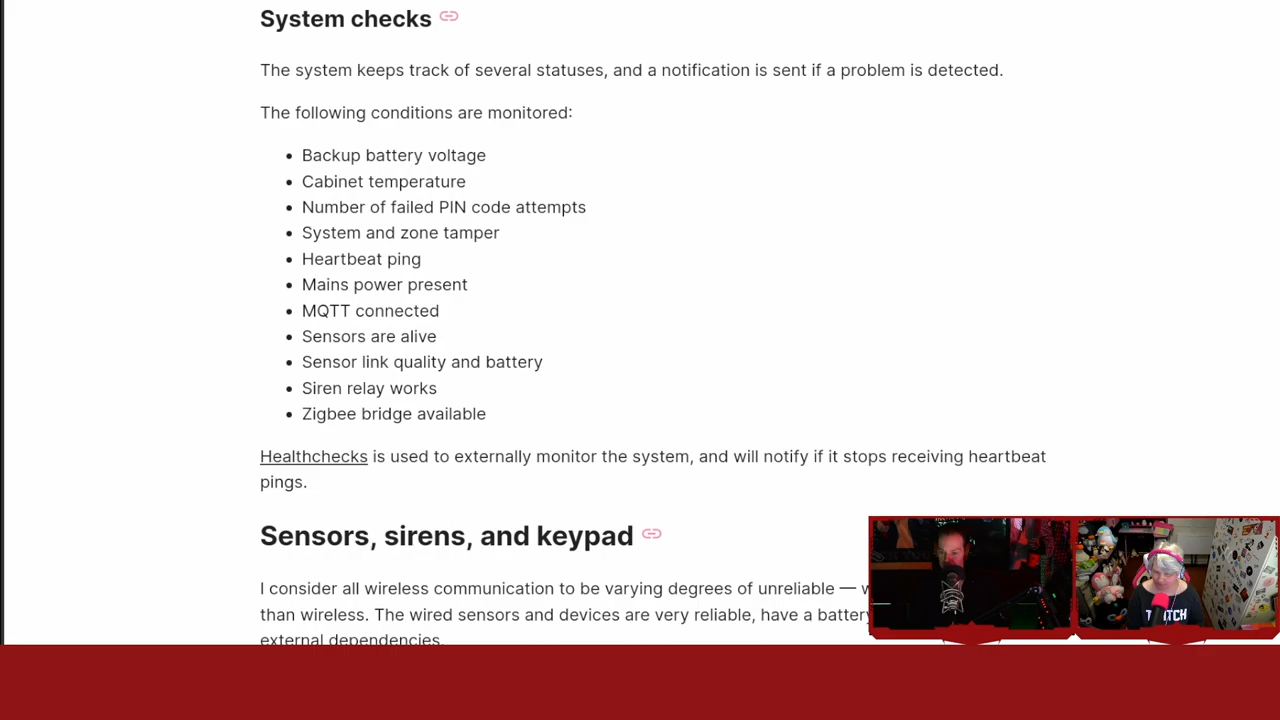 System checks
The system keeps track of several statuses, and a notification is sent if a problem is detected.
The following conditions are monitored:
• Backup battery voltage
• Cabinet temperature
• Number of failed PIN code attempts
• System and zone tamper
• Heartbeat ping
• Mains power present
• MQTT connected
• Sensors are alive
• Sensor link quality and battery
• Siren relay works
• Zigbee bridge available
Healthchecks is used to externally monitor the system, and will notify if it stops receiving heartbeat
pings.
Sensors, sirens, and keypad
I consider all wireless communication to be varying degrees of unreliable —
than wireless. The wired sensors and devices are very reliable, have a battery
external dependencies.